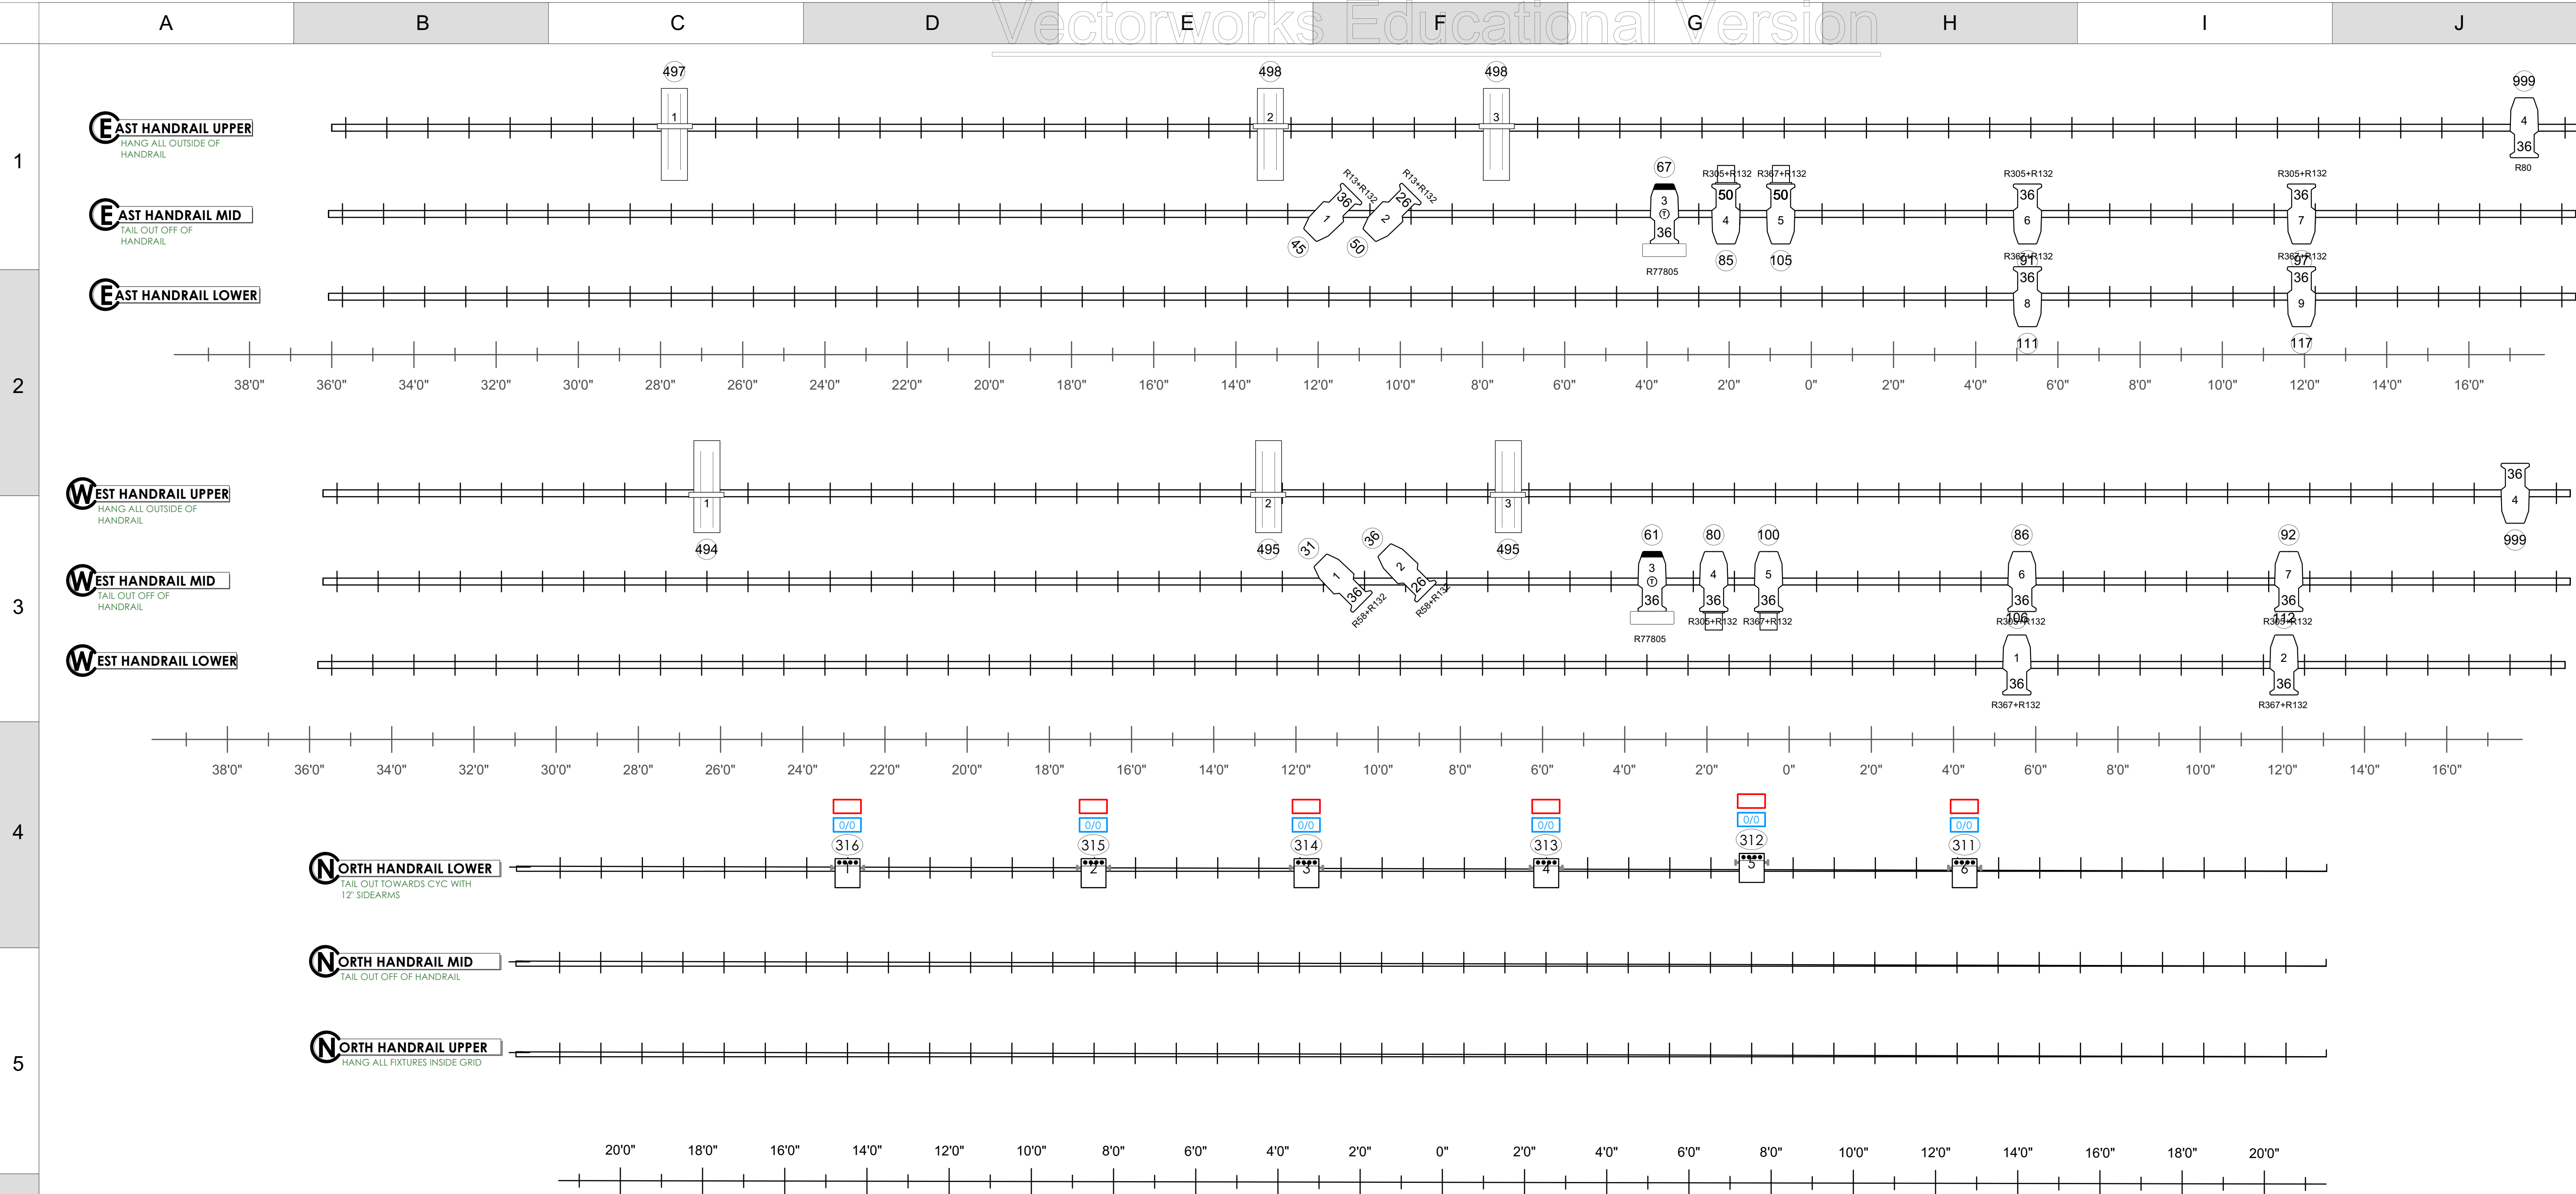 Vectorworks Educational Version
A B C D E F G H I J
1
497 498 498 999
EAST HANDRAIL UPPER
HANG ALL OUTSIDE OF
HANDRAIL
1 2 3 4
36
R80
67
R13+R132 R13+R132 R305+R132 R367+R132 R305+R132 R305+R132
36 26 3 50 50 36 36
EAST HANDRAIL MID
TAIL OUT OFF OF
HANDRAIL
1 2 T 36 4 5 6 7
45 50 85 105 91 97
R77805
R367+R132 R367+R132
EAST HANDRAIL LOWER
36 36
8 9
111 117
2
38'0" 36'0" 34'0" 32'0" 30'0" 28'0" 26'0" 24'0" 22'0" 20'0" 18'0" 16'0" 14'0" 12'0" 10'0" 8'0" 6'0" 4'0" 2'0" 0" 2'0" 4'0" 6'0" 8'0" 10'0" 12'0" 14'0" 16'0"
WEST HANDRAIL UPPER
HANG ALL OUTSIDE OF
HANDRAIL
1 2 3 36 4
494 495 495 999
31 36 61 80 100 86 92
WEST HANDRAIL MID
TAIL OUT OFF OF
HANDRAIL
1 2 3 4 5 6 7
T
36 26 36 36 36 36 36
R58+R132 R58+R132 R77805 R305+R132 R367+R132 R305+R132 R305+R132
3
106 112
WEST HANDRAIL LOWER
1 2
36 36
R367+R132 R367+R132
38'0" 36'0" 34'0" 32'0" 30'0" 28'0" 26'0" 24'0" 22'0" 20'0" 18'0" 16'0" 14'0" 12'0" 10'0" 8'0" 6'0" 4'0" 2'0" 0" 2'0" 4'0" 6'0" 8'0" 10'0" 12'0" 14'0" 16'0"
4
0/0 0/0 0/0 0/0 0/0 0/0
316 315 314 313 312 311
NORTH HANDRAIL LOWER
TAIL OUT TOWARDS CYC WITH
12" SIDEARMS
1 2 3 4 5 6
NORTH HANDRAIL MID
TAIL OUT OFF OF HANDRAIL
5
NORTH HANDRAIL UPPER
HANG ALL FIXTURES INSIDE GRID
20'0" 18'0" 16'0" 14'0" 12'0" 10'0" 8'0" 6'0" 4'0" 2'0" 0" 2'0" 4'0" 6'0" 8'0" 10'0" 12'0" 14'0" 16'0" 18'0" 20'0"